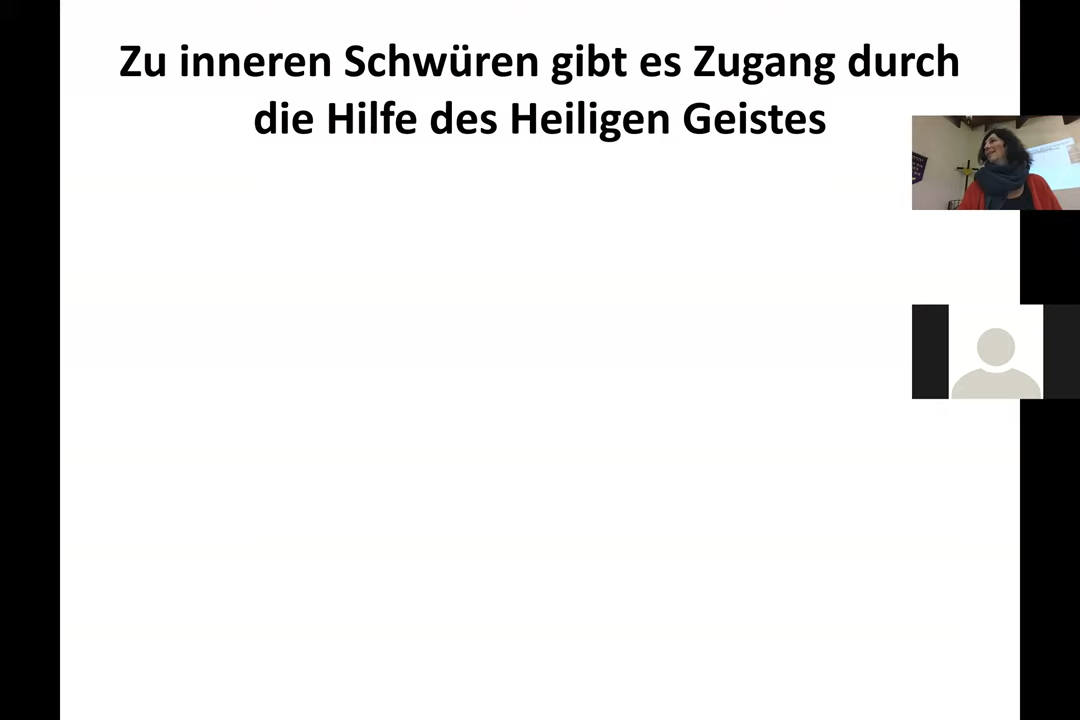 Zu inneren Schwüren gibt es Zugang durch
die Hilfe des Heiligen Geistes